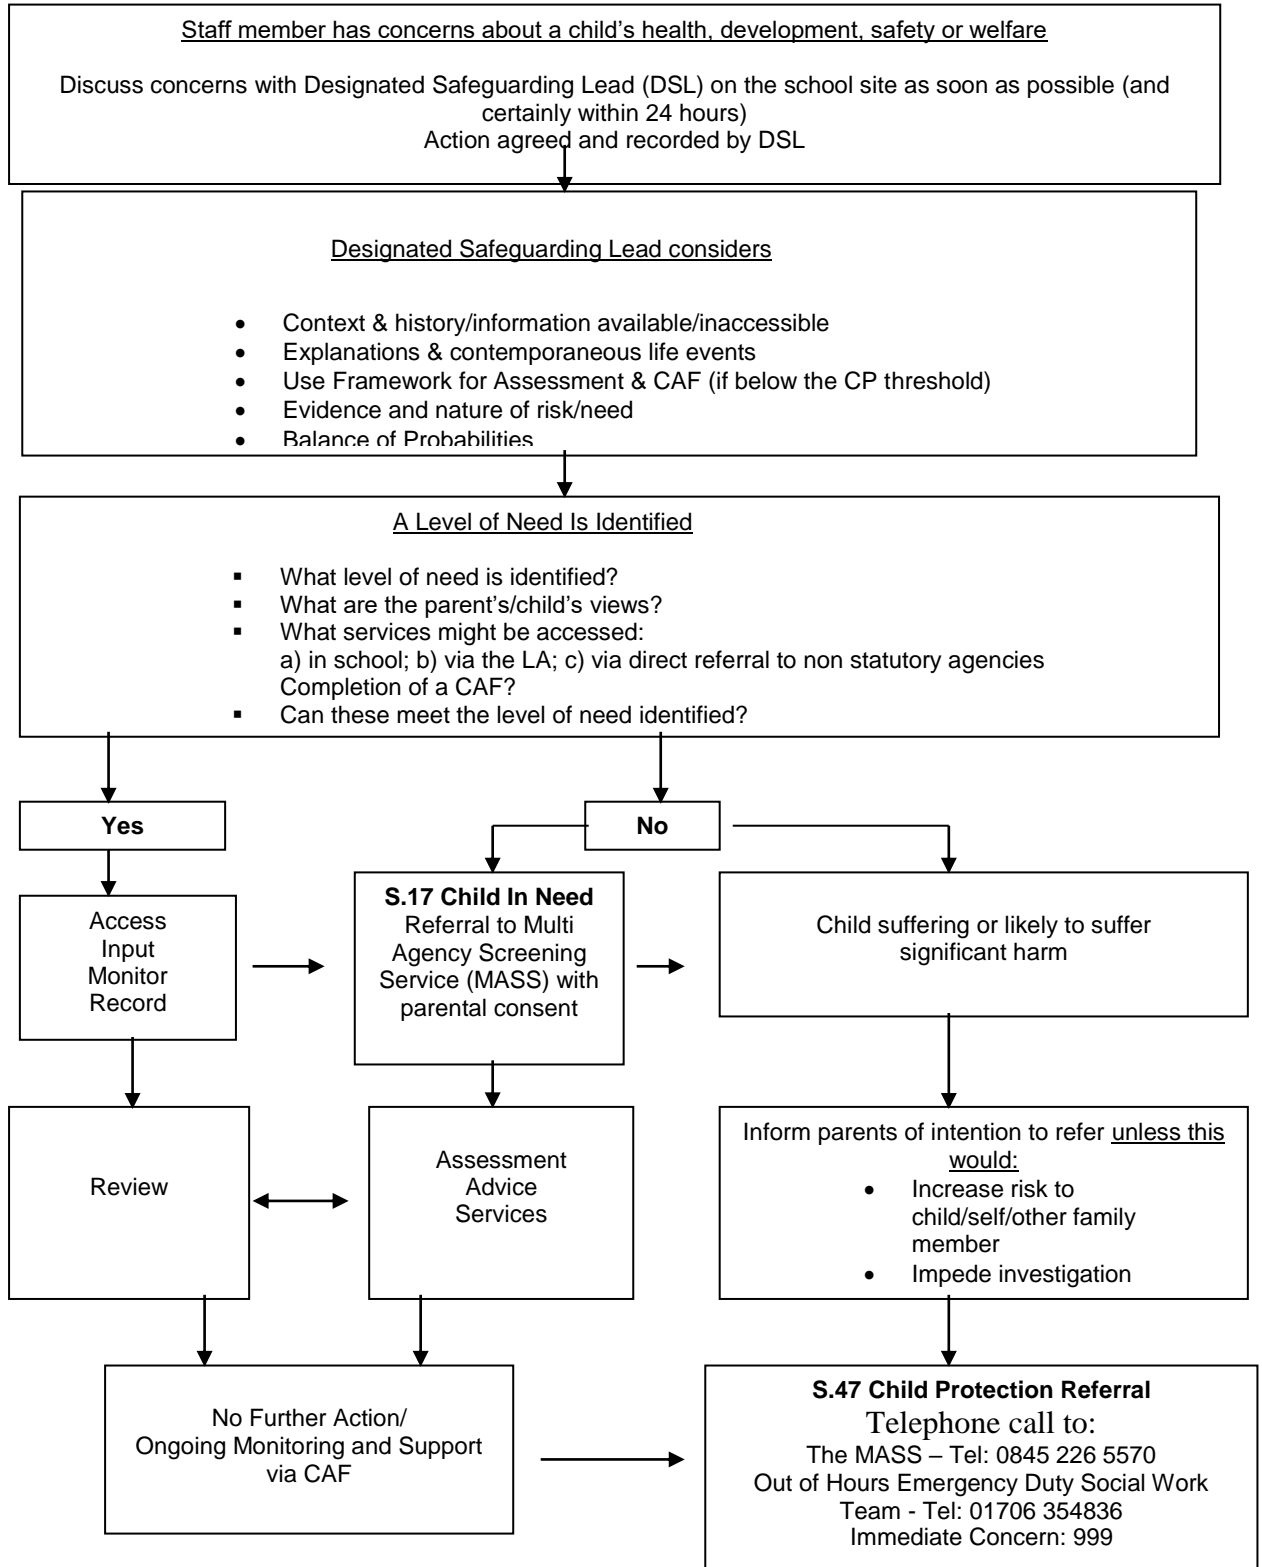 Staff member has concerns about a child's health, development, safety or welfare
Discuss concerns with Designated Safeguarding Lead (DSL) on the school site as soon as possible (and
certainly within 24 hours)
Action agreed and recorded by DSL
Designated Safeguarding Lead considers
• Context & history/information available/inaccessible
• Explanations & contemporaneous life events
• Use Framework for Assessment & CAF (if below the CP threshold)
• Evidence and nature of risk/need
• Balance of Probabilities
A Level of Need Is Identified
▪ What level of need is identified?
▪ What are the parent's/child's views?
▪ What services might be accessed:
a) in school; b) via the LA; c) via direct referral to non statutory agencies
Completion of a CAF?
▪ Can these meet the level of need identified?
Yes
No
Access
Input
Monitor
Record
S.17 Child In Need
Referral to Multi
Agency Screening
Service (MASS) with
parental consent
Child suffering or likely to suffer
significant harm
Review
Assessment
Advice
Services
Inform parents of intention to refer unless this
would:
• Increase risk to
child/self/other family
member
• Impede investigation
No Further Action/
Ongoing Monitoring and Support
via CAF
S.47 Child Protection Referral
Telephone call to:
The MASS – Tel: 0845 226 5570
Out of Hours Emergency Duty Social Work
Team - Tel: 01706 354836
Immediate Concern: 999